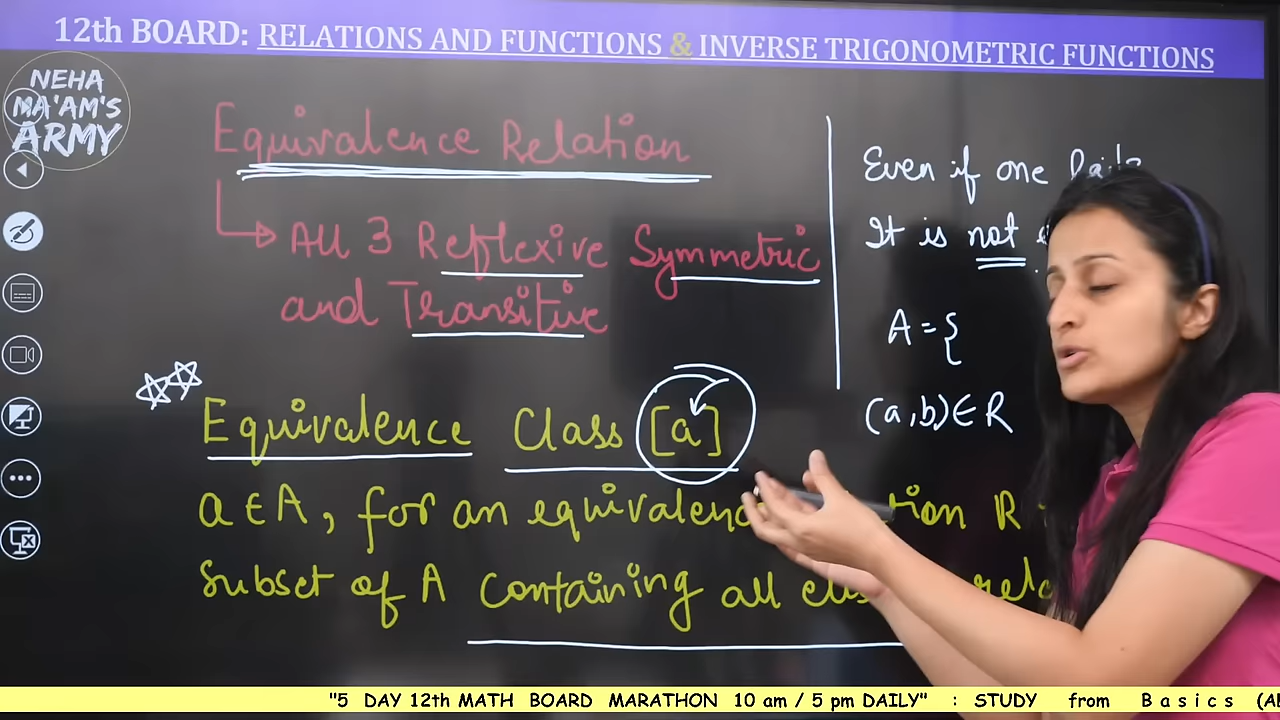 12th BOARD: RELATIONS AND FUNCTIONS & INVERSE TRIGONOMETRIC FUNCTIONS
NEHA
MA'AM'S
ARMY
Equivalence Relation
All 3 Reflexive Symmetric
and Transitive
Even if one
It is not
A = {
(a,b)∈R
Equivalence Class [a]
a ∈ A, for an R
Subset of A containing all
"5 DAY 12th MATH BOARD MARATHON 10 am / 5 pm DAILY" : STUDY from Basics